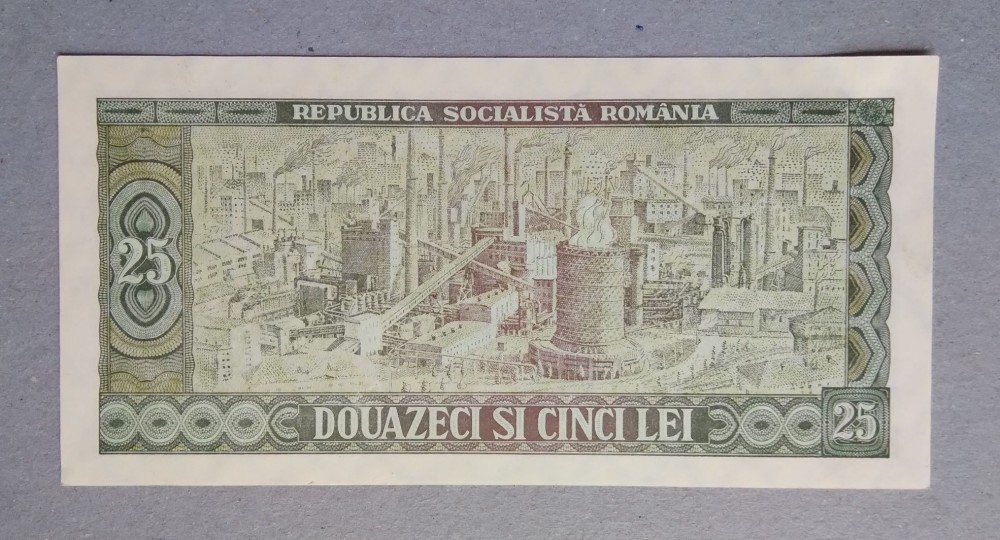 REPUBLICA SOCIALISTĂ ROMÂNIA
25
DOUAZECI SI CINCI LEI
25